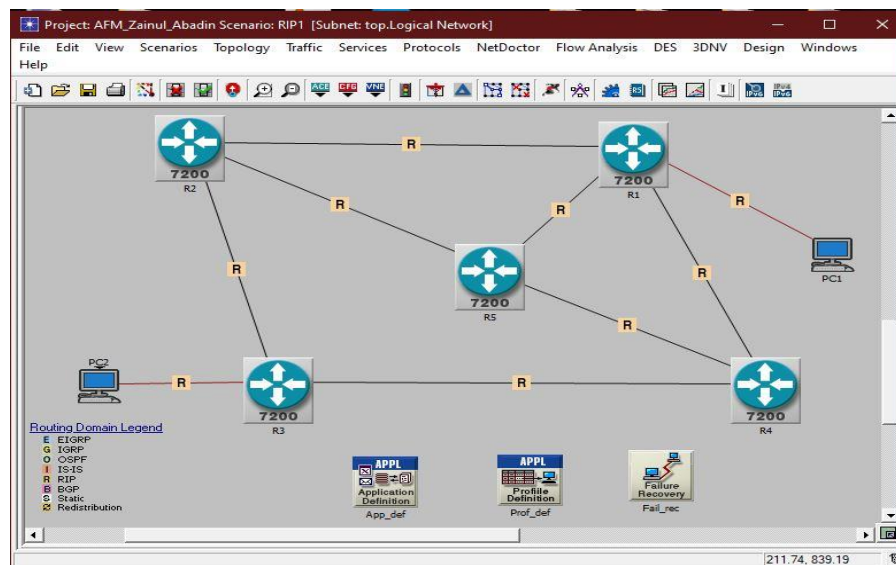 Project: AFM_Zainul_Abadin Scenario: RIP1 [Subnet: top.Logical Network]
File Edit View Scenarios Topology Traffic Services Protocols NetDoctor Flow Analysis DES 3DNV Design Windows
Help
ACE CFG VNE
R
R
R
R
R
R
R
R
R
7200
R2
7200
R1
PC1
7200
R5
PC2
7200
R3
7200
R4
Routing Domain Legend
E EIGRP
G IGRP
O OSPF
I IS-IS
R RIP
B BGP
S Static
Redistribution
APPL
Application
Definition
App_def
APPL
Profile
Definition
Prof_def
Failure
Recovery
Fail_rec
211.74, 839.19